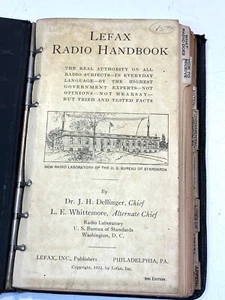 LEFAX
RADIO HANDBOOK
THE REAL AUTHORITY ON ALL
RADIO SUBJECTS—IN EVERYDAY
LANGUAGE—BY THE HIGHEST
GOVERNMENT EXPERTS—NOT
OPINIONS—NOT HEARSAY—
BUT TRIED AND TESTED FACTS
NEW RADIO LABORATORY OF THE U. S. BUREAU OF STANDARDS
By
Dr. J. H. Dellinger, Chief
L. E. Whittemore, Alternate Chief
Radio Laboratory
U. S. Bureau of Standards
Washington, D. C.
LEFAX, INC., Publishers PHILADELPHIA, PA.
Copyright, 1922, by Lefax, Inc.